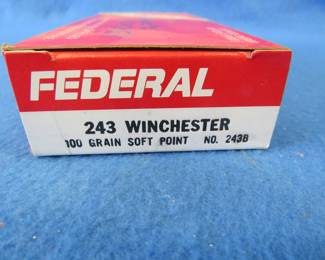 FEDERAL
243 WINCHESTER
100 GRAIN SOFT POINT NO. 243B